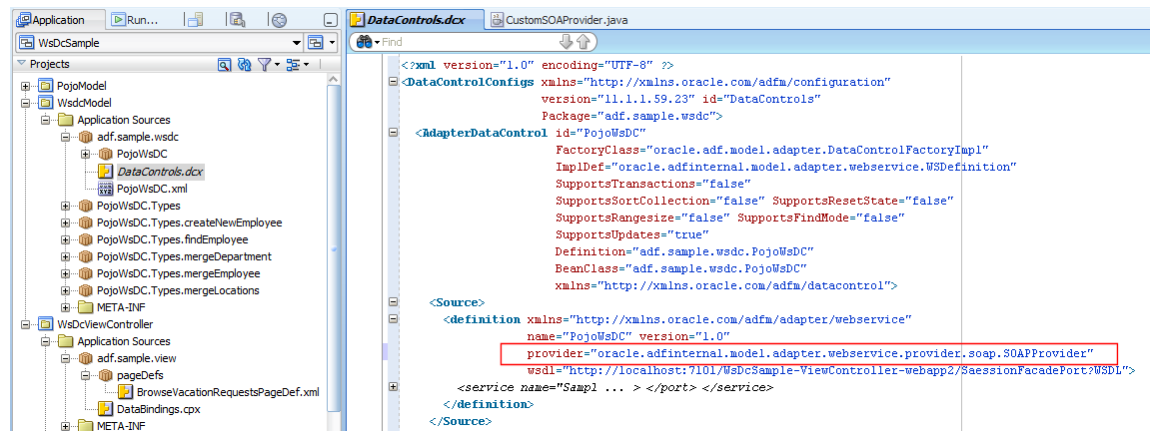 Application
Run...
DataControls.dcx
CustomSOAProvider.java
WsDcSample
Find
Projects
PojoModel
WsdcModel
Application Sources
adf.sample.wsdc
PojoWsDC
DataControls.dcx
PojoWsDC.xml
PojoWsDC.Types
PojoWsDC.Types.createNewEmployee
PojoWsDC.Types.findEmployee
PojoWsDC.Types.mergeDepartment
PojoWsDC.Types.mergeEmployee
PojoWsDC.Types.mergeLocations
META-INF
WsDcViewController
Application Sources
adf.sample.view
pageDefs
BrowseVacationRequestsPageDef.xml
DataBindings.cpx
META-INF
<?xml version="1.0" encoding="UTF-8" ?>
<DataControlConfigs xmlns="http://xmlns.oracle.com/adfm/configuration"
version="11.1.1.59.23" id="DataControls"
Package="adf.sample.wsdc">
<AdapterDataControl id="PojoWsDC"
FactoryClass="oracle.adf.model.adapter.DataControlFactoryImpl"
ImplDef="oracle.adfinternal.model.adapter.webservice.WSDefinition"
SupportsTransactions="false"
SupportsSortCollection="false" SupportsResetState="false"
SupportsRangesize="false" SupportsFindMode="false"
SupportsUpdates="true"
Definition="adf.sample.wsdc.PojoWsDC"
BeanClass="adf.sample.wsdc.PojoWsDC"
xmlns="http://xmlns.oracle.com/adfm/datacontrol">
<Source>
<definition xmlns="http://xmlns.oracle.com/adfm/adapter/webservice"
name="PojoWsDC" version="1.0"
provider="oracle.adfinternal.model.adapter.webservice.provider.soap.SOAPProvider"
wsdl="http://localhost:7101/WsDcSample-ViewController-webapp2/SaessionFacadePort?WSDL">
<service name="Sampl ... > </port> </service>
</definition>
</Source>